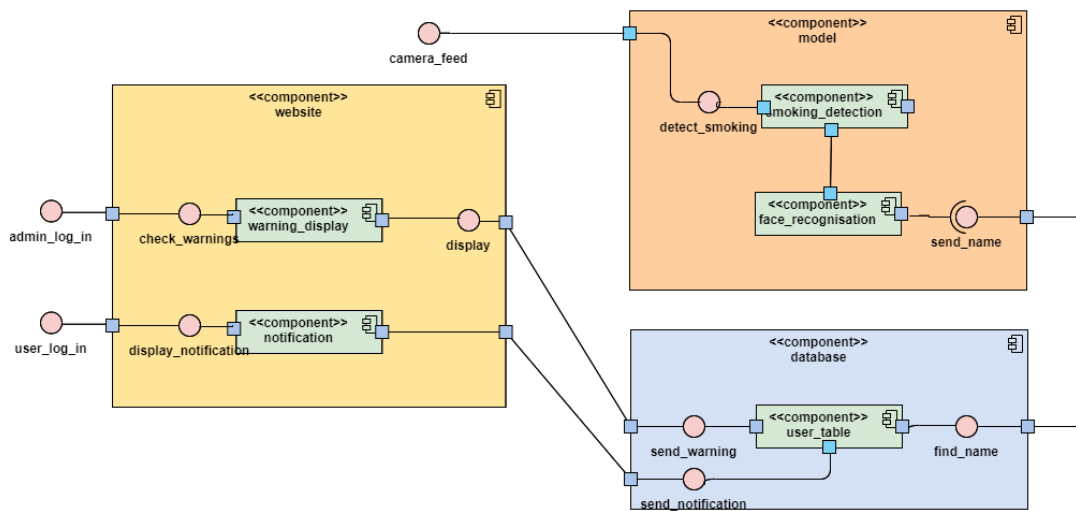 <<component>>
model
camera_feed
<<component>>
smoking_detection
detect_smoking
<<component>>
face_recognisation
send_name
<<component>>
website
admin_log_in
check_warnings
<<component>>
warning_display
display
user_log_in
display_notification
<<component>>
notification
<<component>>
database
<<component>>
user_table
send_warning
find_name
send_notification